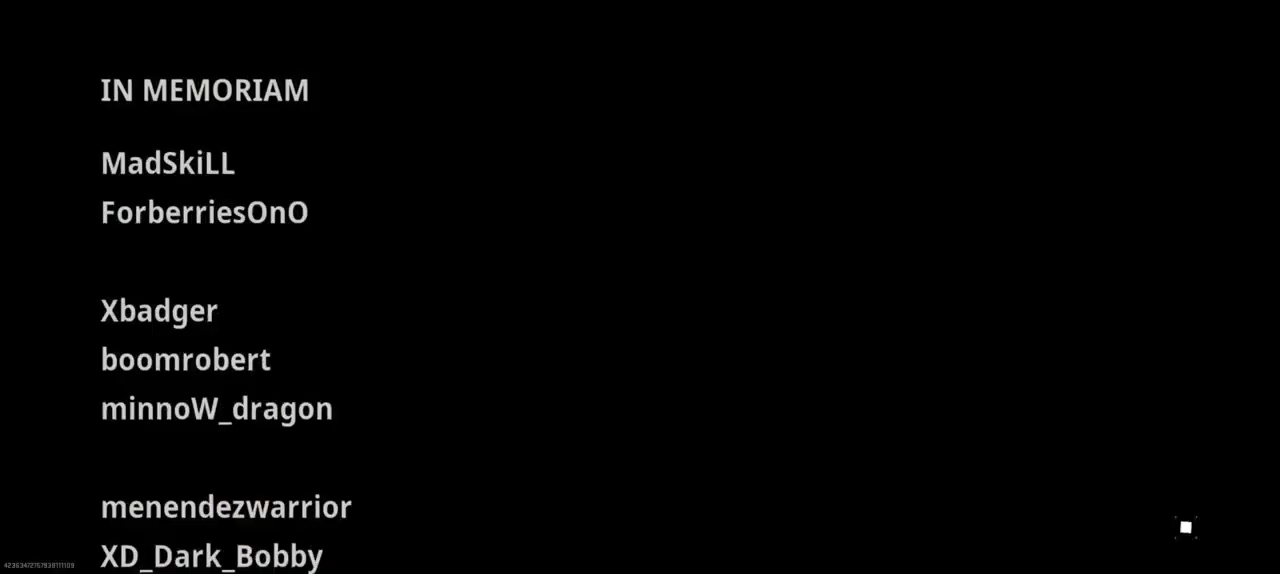 IN MEMORIAM
MadSkiLL
ForberriesOnO
Xbadger
boomrobert
minnoW_dragon
menendezwarrior
XD_Dark_Bobby